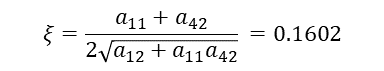 ξ = (a₁₁ + a₄₂) / (2√(a₁₂ + a₁₁a₄₂)) = 0.1602